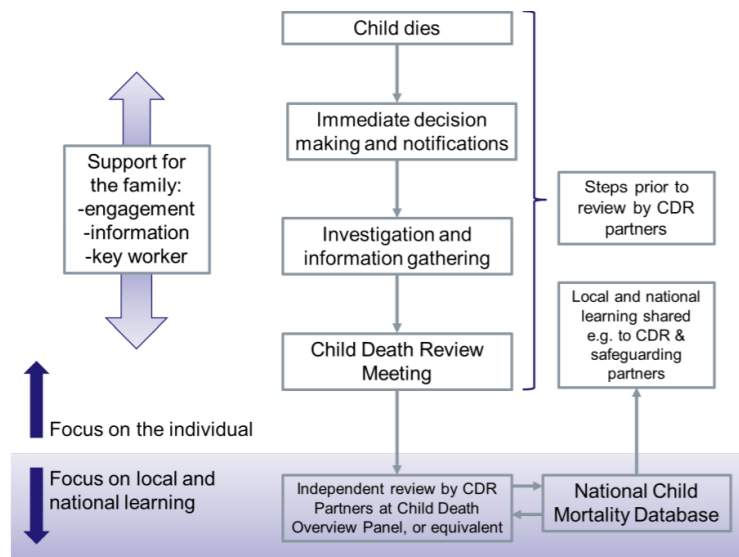 Child dies
Immediate decision
making and notifications
Support for
the family:
-engagement
-information
-key worker
Steps prior to
review by CDR
partners
Investigation and
information gathering
Local and national
learning shared
e.g. to CDR &
safeguarding
partners
Child Death Review
Meeting
Focus on the individual
Focus on local and
national learning
Independent review by CDR
Partners at Child Death
Overview Panel, or equivalent
National Child
Mortality Database